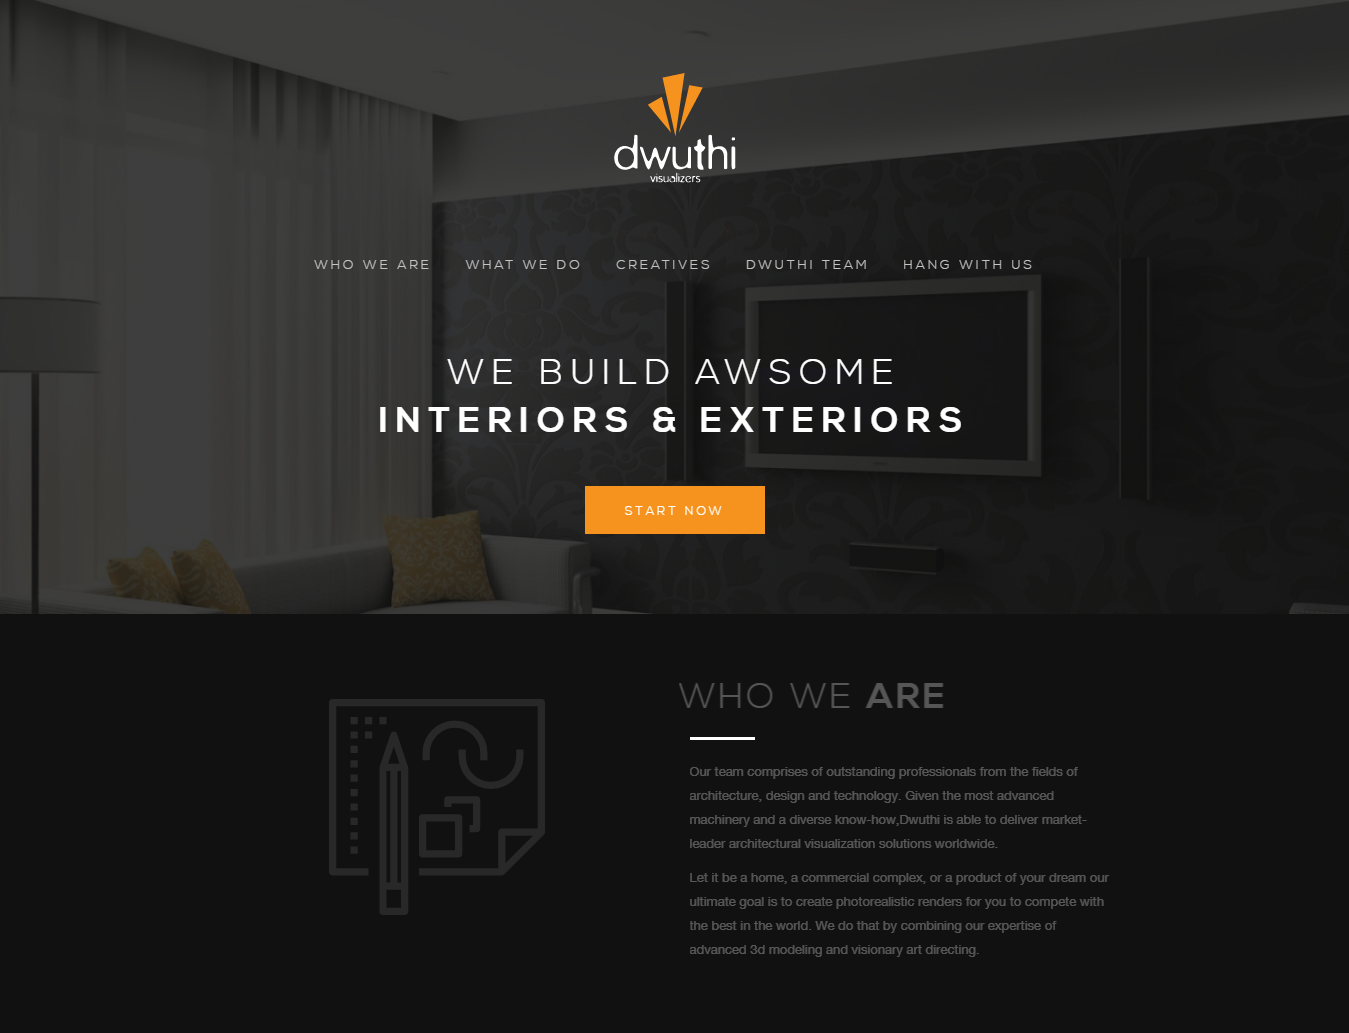 dwuthi
visualizers
WHO WE ARE WHAT WE DO CREATIVES DWUTHI TEAM HANG WITH US
WE BUILD AWSOME
INTERIORS & EXTERIORS
START NOW
WHO WE ARE
Our team comprises of outstanding professionals from the fields of
architecture, design and technology. Given the most advanced
machinery and a diverse know-how,Dwuthi is able to deliver market-
leader architectural visualization solutions worldwide.
Let it be a home, a commercial complex, or a product of your dream our
ultimate goal is to create photorealistic renders for you to compete with
the best in the world. We do that by combining our expertise of
advanced 3d modeling and visionary art directing.